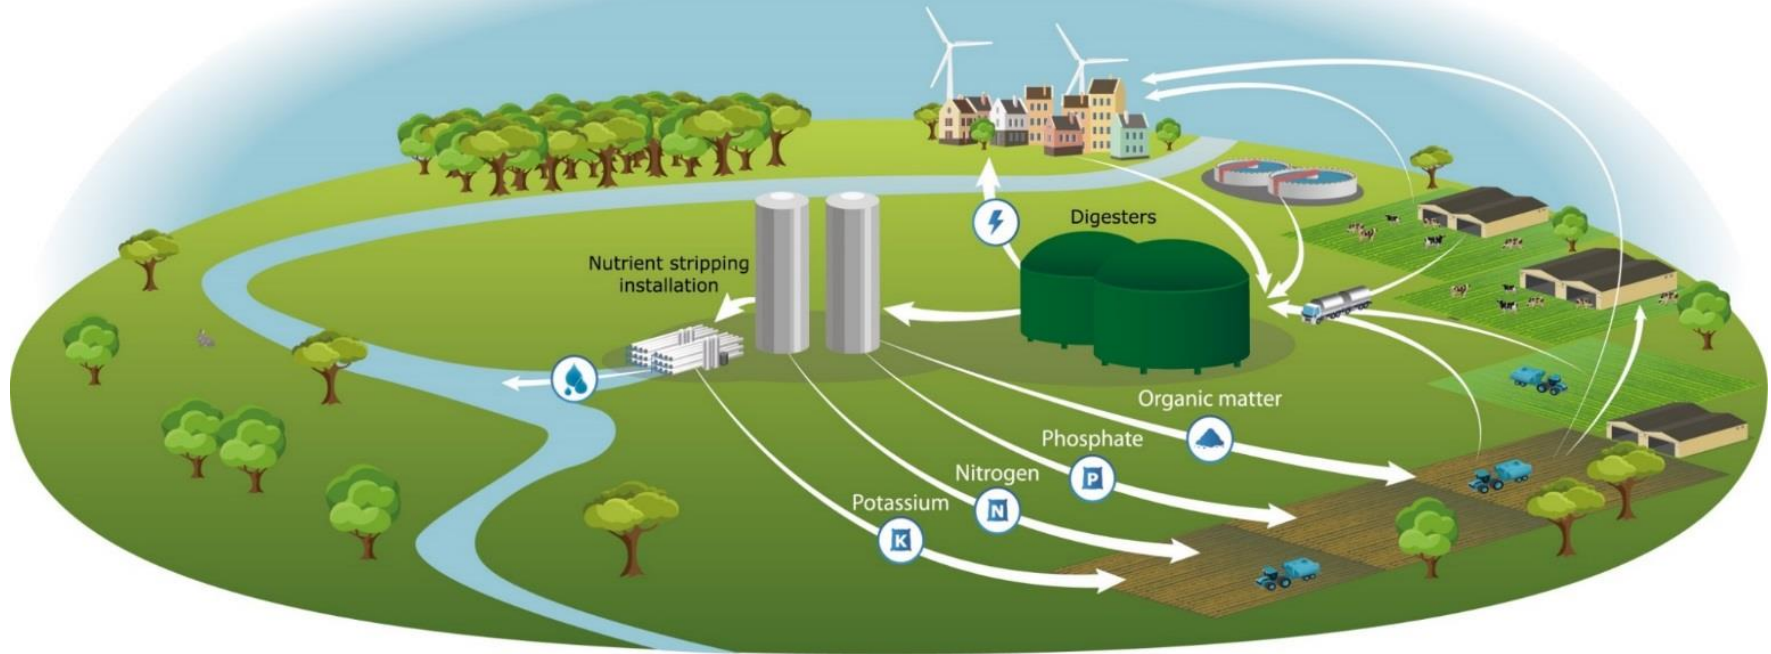 Digesters
Nutrient stripping
installation
Organic matter
Phosphate
P
Nitrogen
N
Potassium
K